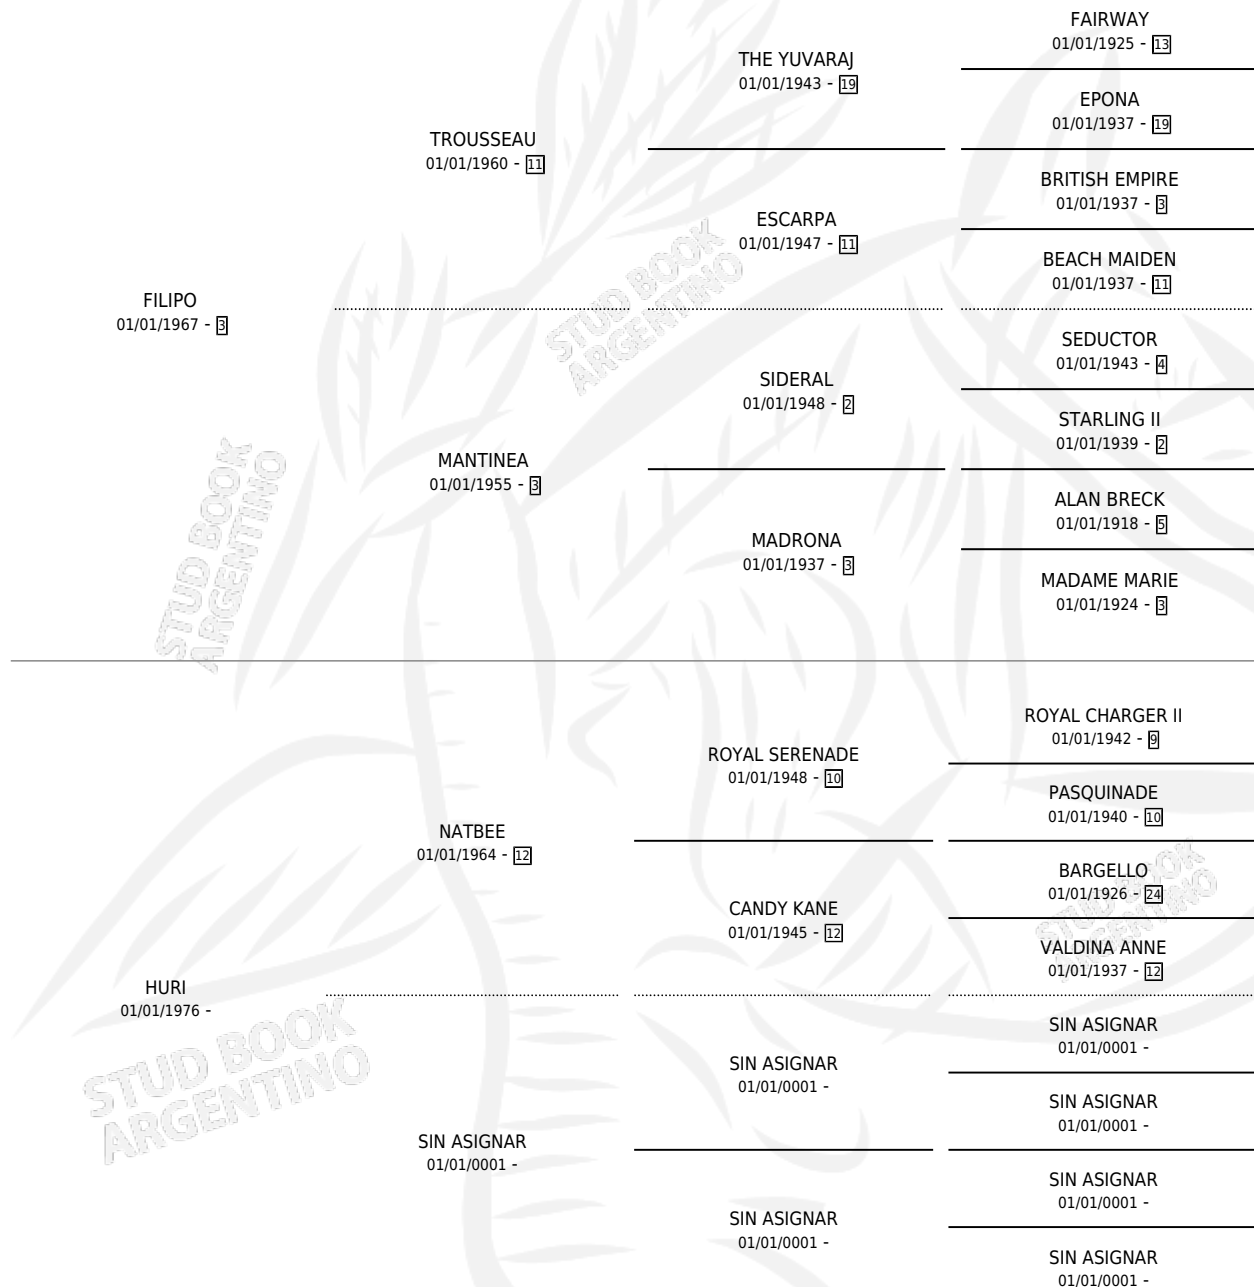 FAIRWAY
01/01/1925 - 13
THE YUVARAJ
01/01/1943 - 19
EPONA
01/01/1937 - 19
TROUSSEAU
01/01/1960 - 11
BRITISH EMPIRE
01/01/1937 - 3
ESCARPA
01/01/1947 - 11
BEACH MAIDEN
01/01/1937 - 11
FILIPO
01/01/1967 - 3
SEDUCTOR
01/01/1943 - 4
SIDERAL
01/01/1948 - 2
STARLING II
01/01/1939 - 2
MANTINEA
01/01/1955 - 3
ALAN BRECK
01/01/1918 - 5
MADRONA
01/01/1937 - 3
MADAME MARIE
01/01/1924 - 3
ROYAL CHARGER II
01/01/1942 - 9
ROYAL SERENADE
01/01/1948 - 10
PASQUINADE
01/01/1940 - 10
NATBEE
01/01/1964 - 12
BARGELLO
01/01/1926 - 24
CANDY KANE
01/01/1945 - 12
VALDINA ANNE
01/01/1937 - 12
HURI
01/01/1976 -
SIN ASIGNAR
01/01/0001 -
SIN ASIGNAR
01/01/0001 -
SIN ASIGNAR
01/01/0001 -
SIN ASIGNAR
01/01/0001 -
SIN ASIGNAR
01/01/0001 -
SIN ASIGNAR
01/01/0001 -
SIN ASIGNAR
01/01/0001 -
STUD BOOK
ARGENTINO
STUD BOOK
ARGENTINO
STUD BOOK
ARGENTINO
STUD BOOK
ARGENTINO